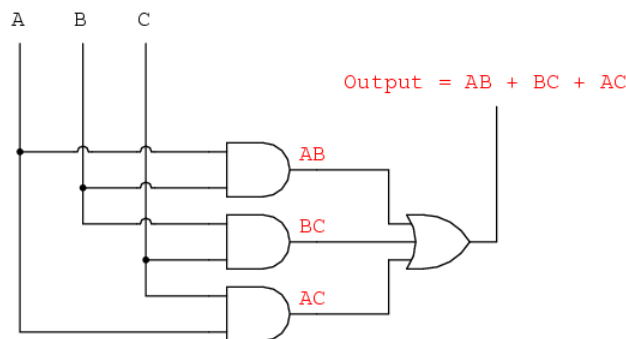 A B C
Output = AB + BC + AC
AB
BC
AC